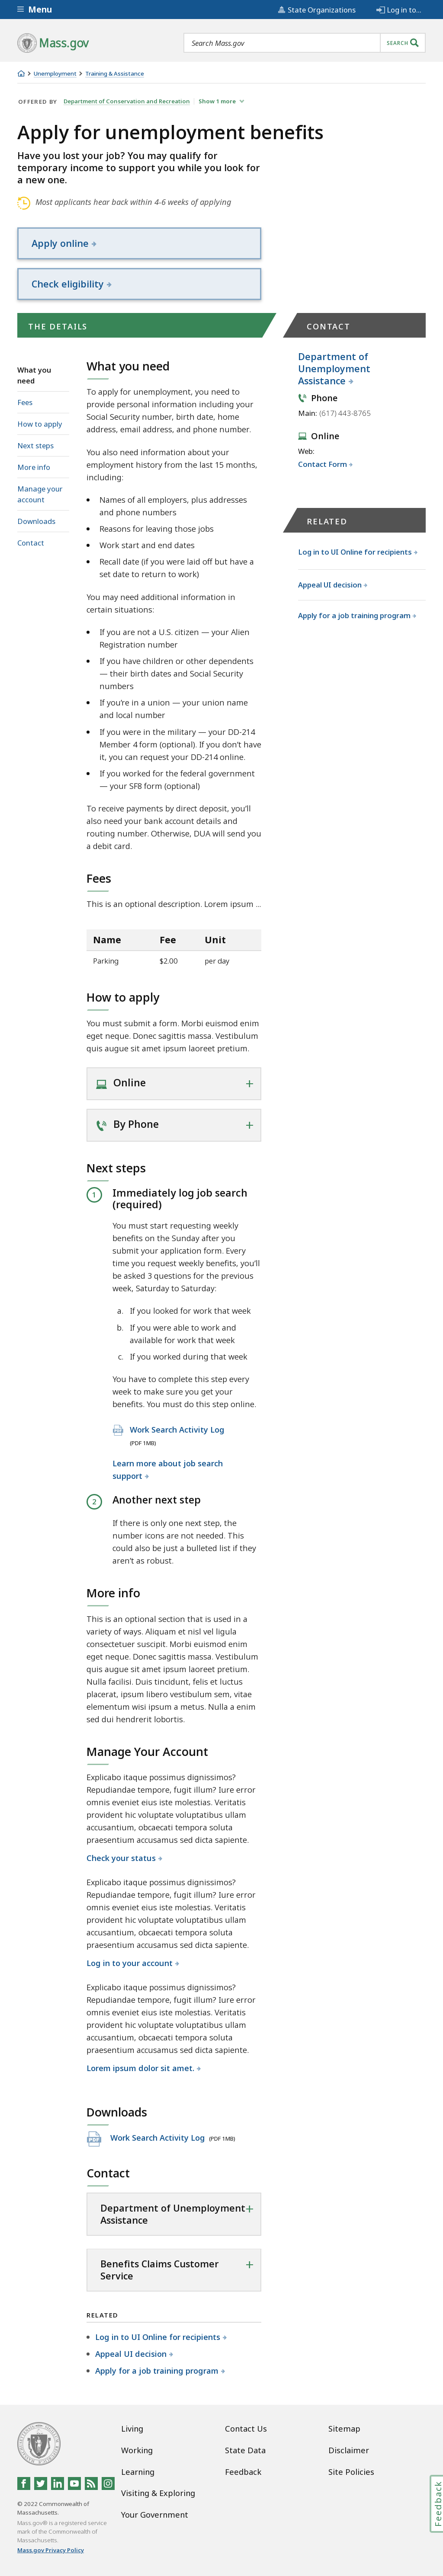 Menu
State Organizations
Log in to...
Mass.gov
Search Mass.gov
SEARCH
Unemployment
Training & Assistance
OFFERED BY
Department of Conservation and Recreation
Show 1 more
Apply for unemployment benefits
Have you lost your job? You may qualify for
temporary income to support you while you look for
a new one.
Most applicants hear back within 4-6 weeks of applying
Apply online
Check eligibility
THE DETAILS
What you
need
Fees
How to apply
Next steps
More info
Manage your
account
Downloads
Contact
What you need
To apply for unemployment, you need to
provide personal information including your
Social Security number, birth date, home
address, email address, and phone number.
You also need information about your
employment history from the last 15 months,
including:
Names of all employers, plus addresses
and phone numbers
Reasons for leaving those jobs
Work start and end dates
Recall date (if you were laid off but have a
set date to return to work)
You may need additional information in
certain situations:
If you are not a U.S. citizen — your Alien
Registration number
If you have children or other dependents
— their birth dates and Social Security
numbers
If you’re in a union — your union name
and local number
If you were in the military — your DD-214
Member 4 form (optional). If you don’t have
it, you can request your DD-214 online.
If you worked for the federal government
— your SF8 form (optional)
To receive payments by direct deposit, you’ll
also need your bank account details and
routing number. Otherwise, DUA will send you
a debit card.
Fees
This is an optional description. Lorem ipsum ...
Name Fee Unit
Parking $2.00 per day
How to apply
You must submit a form. Morbi euismod enim
eget neque. Donec sagittis massa. Vestibulum
quis augue sit amet ipsum laoreet pretium.
Online
By Phone
Next steps
1
Immediately log job search
(required)
You must start requesting weekly
benefits on the Sunday after you
submit your application form. Every
time you request weekly benefits, you’ll
be asked 3 questions for the previous
week, Saturday to Saturday:
a. If you looked for work that week
b. If you were able to work and
available for work that week
c. If you worked during that week
You have to complete this step every
week to make sure you get your
benefits. You must do this step online.
Work Search Activity Log
(PDF 1MB)
Learn more about job search
support
2
Another next step
If there is only one next step, the
number icons are not needed. This
could also be just a bulleted list if they
aren’t as robust.
More info
This is an optional section that is used in a
variety of ways. Aliquam et nisl vel ligula
consectetuer suscipit. Morbi euismod enim
eget neque. Donec sagittis massa. Vestibulum
Nulla facilisi. Duis tincidunt, felis et luctus
placerat, ipsum libero vestibulum sem, vitae
elementum wisi ipsum a metus. Nulla a enim
sed dui hendrerit lobortis.
Manage Your Account
Explicabo itaque possimus dignissimos?
Repudiandae tempore, fugit illum? Iure error
omnis eveniet eius iste molestias. Veritatis
provident hic voluptate voluptatibus ullam
accusantium, obcaecati tempora soluta
praesentium accusamus sed dicta sapiente.
Check your status
Explicabo itaque possimus dignissimos?
Repudiandae tempore, fugit illum? Iure error
omnis eveniet eius iste molestias. Veritatis
provident hic voluptate voluptatibus ullam
accusantium, obcaecati tempora soluta
praesentium accusamus sed dicta sapiente.
Log in to your account
Explicabo itaque possimus dignissimos?
Repudiandae tempore, fugit illum? Iure error
omnis eveniet eius iste molestias. Veritatis
provident hic voluptate voluptatibus ullam
accusantium, obcaecati tempora soluta
praesentium accusamus sed dicta sapiente.
Lorem ipsum dolor sit amet.
Downloads
PDF
Work Search Activity Log (PDF 1MB)
Contact
Department of Unemployment
Assistance
Benefits Claims Customer
Service
RELATED
Log in to UI Online for recipients
Appeal UI decision
Apply for a job training program
CONTACT
Department of
Unemployment
Assistance
Phone
Main: (617) 443-8765
Online
Web:
Contact Form
RELATED
Log in to UI Online for recipients
Appeal UI decision
Apply for a job training program
Living
Working
Learning
Visiting & Exploring
Your Government
Contact Us
State Data
Feedback
Sitemap
Disclaimer
Site Policies
© 2022 Commonwealth of
Massachusetts.
Mass.gov® is a registered service
mark of the Commonwealth of
Massachusetts.
Mass.gov Privacy Policy
Feedback